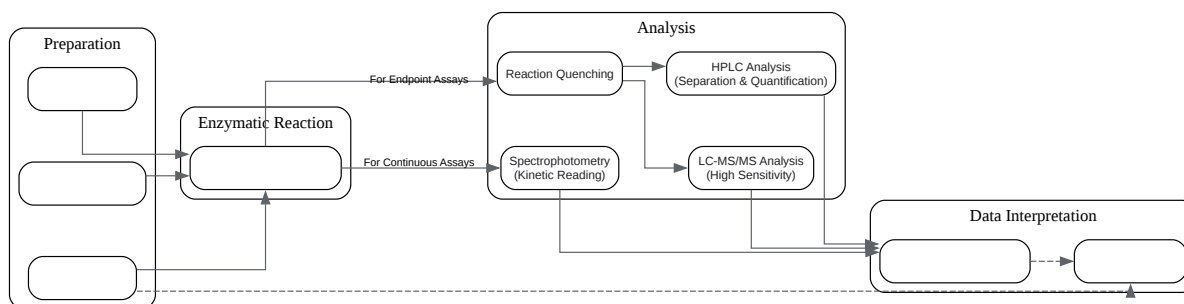 Preparation
Enzymatic Reaction
For Endpoint Assays
For Continuous Assays
Analysis
Reaction Quenching
HPLC Analysis
(Separation & Quantification)
Spectrophotometry
(Kinetic Reading)
LC-MS/MS Analysis
(High Sensitivity)
Data Interpretation